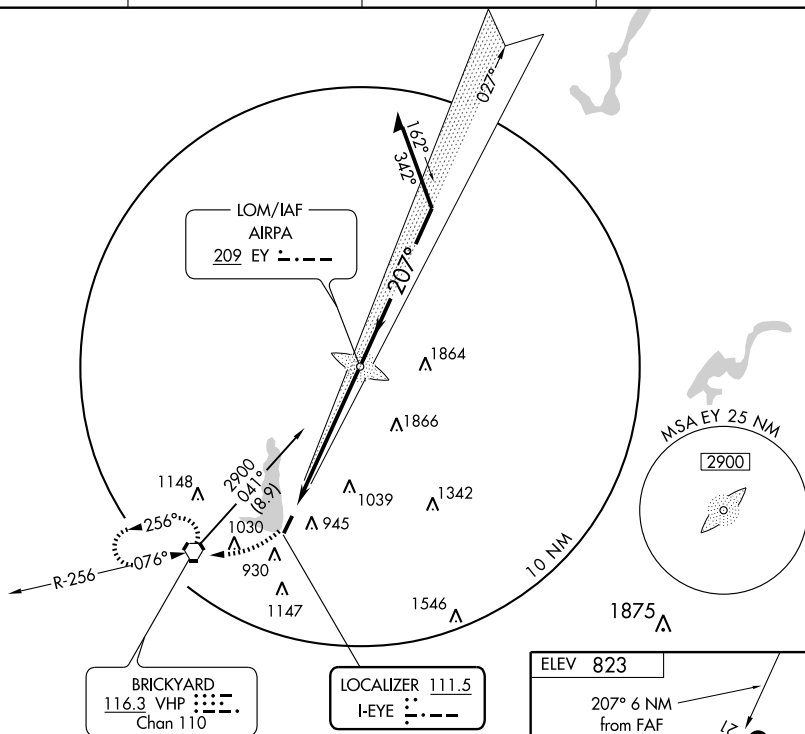 027°
162°
342°
LOM/IAF
AIRPA
209 EY
207°
1864
1866
MSA EY 25 NM
2900
1148
2900
041°
(8.9)
1039
1342
256°
1030
945
076°
R-256
930
1147
10 NM
1546
1875
BRICKYARD
116.3 VHP
Chan 110
LOCALIZER 111.5
I-EYE
ELEV 823
207° 6 NM
from FAF
21